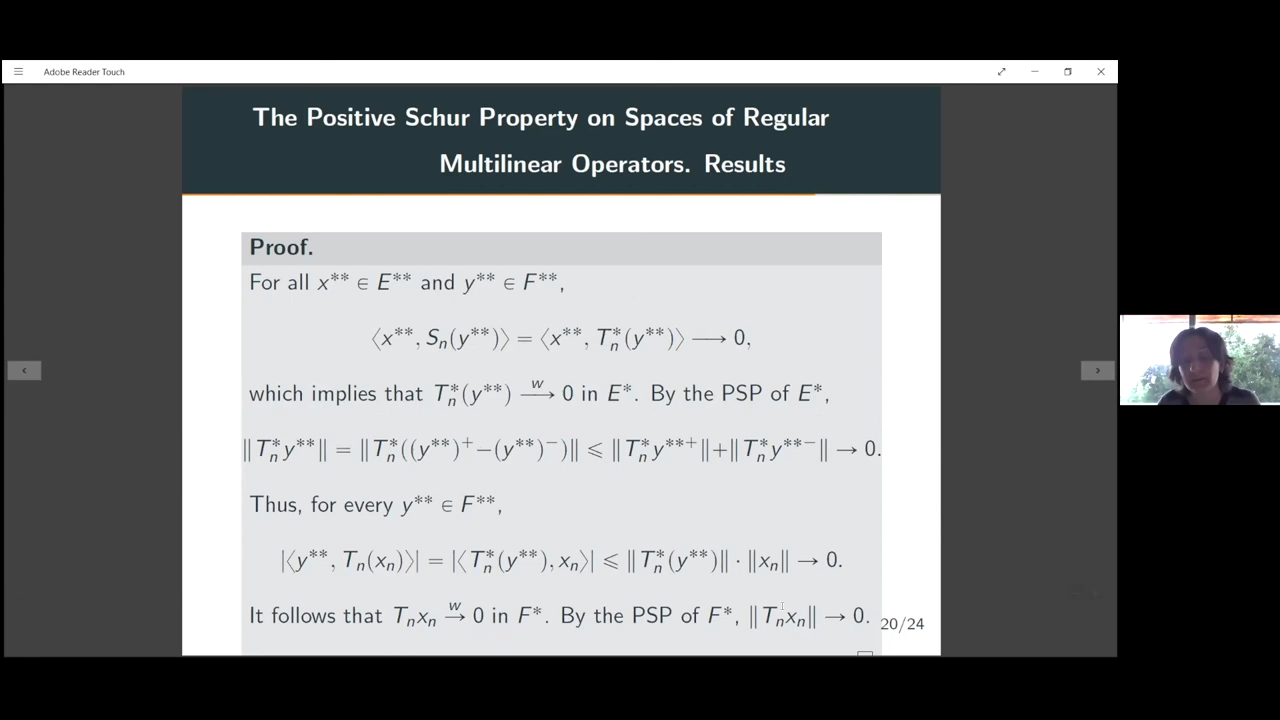 Adobe Reader Touch
The Positive Schur Property on Spaces of Regular
Multilinear Operators. Results
Proof.
For all x** ∈ E** and y** ∈ F**,
⟨x**, Sₙ(y**)⟩ = ⟨x**, Tₙ*(y**)⟩ ⟶ 0,
which implies that Tₙ*(y**) —w→ 0 in E*. By the PSP of E*,
‖Tₙ*y**‖ = ‖Tₙ*((y**)⁺−(y**)⁻)‖ ⩽ ‖Tₙ*y**⁺‖+‖Tₙ*y**⁻‖ → 0.
Thus, for every y** ∈ F**,
|⟨y**, Tₙ(xₙ)⟩| = |⟨Tₙ*(y**), xₙ⟩| ⩽ ‖Tₙ*(y**)‖ · ‖xₙ‖ → 0.
It follows that Tₙxₙ —w→ 0 in F*. By the PSP of F*, ‖Tₙxₙ‖ → 0.
20/24